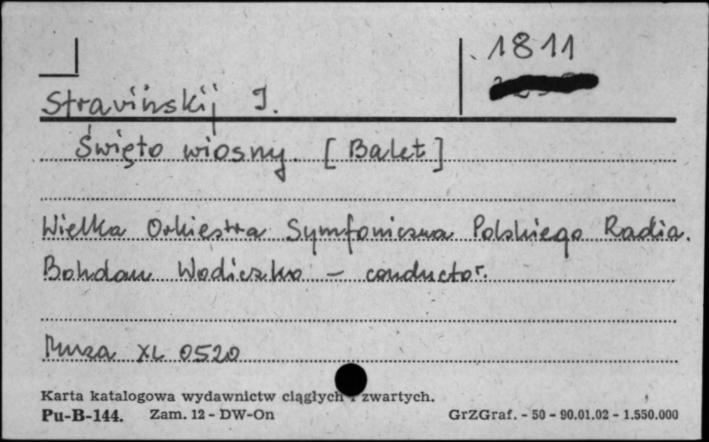 1811
Stravinskij I.
Święto wiosny. [Balet]
Wielka Orkiestra Symfoniczna Polskiego Radia.
Bohdan Wodiczko - conductor.
Muza XL 0520
Karta katalogowa wydawnictw ciągłych i zwartych.
Pu-B-144. Zam. 12 - DW-On GrZGraf. - 50 - 90.01.02 - 1.550.000